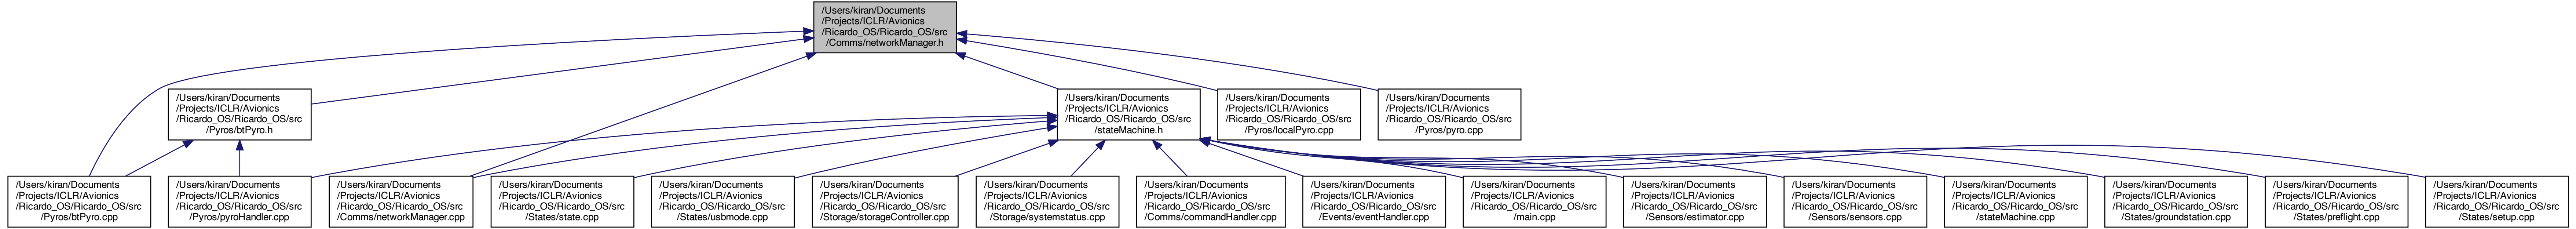 /Users/kiran/Documents
/Projects/ICLR/Avionics
/Ricardo_OS/Ricardo_OS/src
/Comms/networkManager.h
/Users/kiran/Documents
/Projects/ICLR/Avionics
/Ricardo_OS/Ricardo_OS/src
/Pyros/btPyro.h
/Users/kiran/Documents
/Projects/ICLR/Avionics
/Ricardo_OS/Ricardo_OS/src
/stateMachine.h
/Users/kiran/Documents
/Projects/ICLR/Avionics
/Ricardo_OS/Ricardo_OS/src
/Pyros/localPyro.cpp
/Users/kiran/Documents
/Projects/ICLR/Avionics
/Ricardo_OS/Ricardo_OS/src
/Pyros/pyro.cpp
/Users/kiran/Documents
/Projects/ICLR/Avionics
/Ricardo_OS/Ricardo_OS/src
/Pyros/btPyro.cpp
/Users/kiran/Documents
/Projects/ICLR/Avionics
/Ricardo_OS/Ricardo_OS/src
/Pyros/pyroHandler.cpp
/Users/kiran/Documents
/Projects/ICLR/Avionics
/Ricardo_OS/Ricardo_OS/src
/Comms/networkManager.cpp
/Users/kiran/Documents
/Projects/ICLR/Avionics
/Ricardo_OS/Ricardo_OS/src
/States/state.cpp
/Users/kiran/Documents
/Projects/ICLR/Avionics
/Ricardo_OS/Ricardo_OS/src
/States/usbmode.cpp
/Users/kiran/Documents
/Projects/ICLR/Avionics
/Ricardo_OS/Ricardo_OS/src
/Storage/storageController.cpp
/Users/kiran/Documents
/Projects/ICLR/Avionics
/Ricardo_OS/Ricardo_OS/src
/Storage/systemstatus.cpp
/Users/kiran/Documents
/Projects/ICLR/Avionics
/Ricardo_OS/Ricardo_OS/src
/Comms/commandHandler.cpp
/Users/kiran/Documents
/Projects/ICLR/Avionics
/Ricardo_OS/Ricardo_OS/src
/Events/eventHandler.cpp
/Users/kiran/Documents
/Projects/ICLR/Avionics
/Ricardo_OS/Ricardo_OS/src
/main.cpp
/Users/kiran/Documents
/Projects/ICLR/Avionics
/Ricardo_OS/Ricardo_OS/src
/Sensors/estimator.cpp
/Users/kiran/Documents
/Projects/ICLR/Avionics
/Ricardo_OS/Ricardo_OS/src
/Sensors/sensors.cpp
/Users/kiran/Documents
/Projects/ICLR/Avionics
/Ricardo_OS/Ricardo_OS/src
/stateMachine.cpp
/Users/kiran/Documents
/Projects/ICLR/Avionics
/Ricardo_OS/Ricardo_OS/src
/States/groundstation.cpp
/Users/kiran/Documents
/Projects/ICLR/Avionics
/Ricardo_OS/Ricardo_OS/src
/States/preflight.cpp
/Users/kiran/Documents
/Projects/ICLR/Avionics
/Ricardo_OS/Ricardo_OS/src
/States/setup.cpp